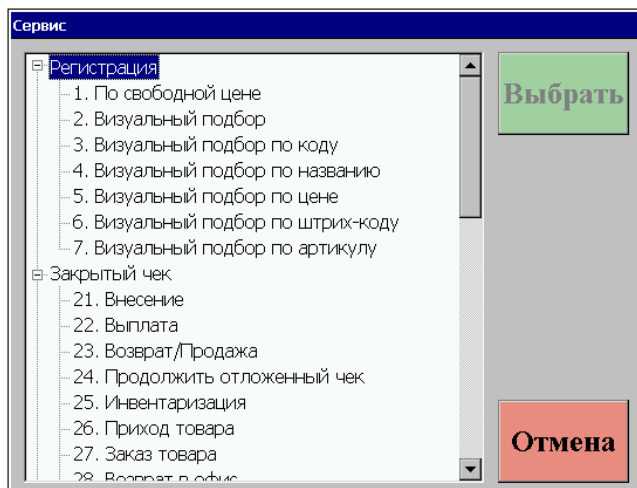 Сервис
Регистрация
1. По свободной цене
2. Визуальный подбор
3. Визуальный подбор по коду
4. Визуальный подбор по названию
5. Визуальный подбор по цене
6. Визуальный подбор по штрих-коду
7. Визуальный подбор по артикулу
Закрытый чек
21. Внесение
22. Выплата
23. Возврат/Продажа
24. Продолжить отложенный чек
25. Инвентаризация
26. Приход товара
27. Заказ товара
28. Возврат в офис
Выбрать
Отмена